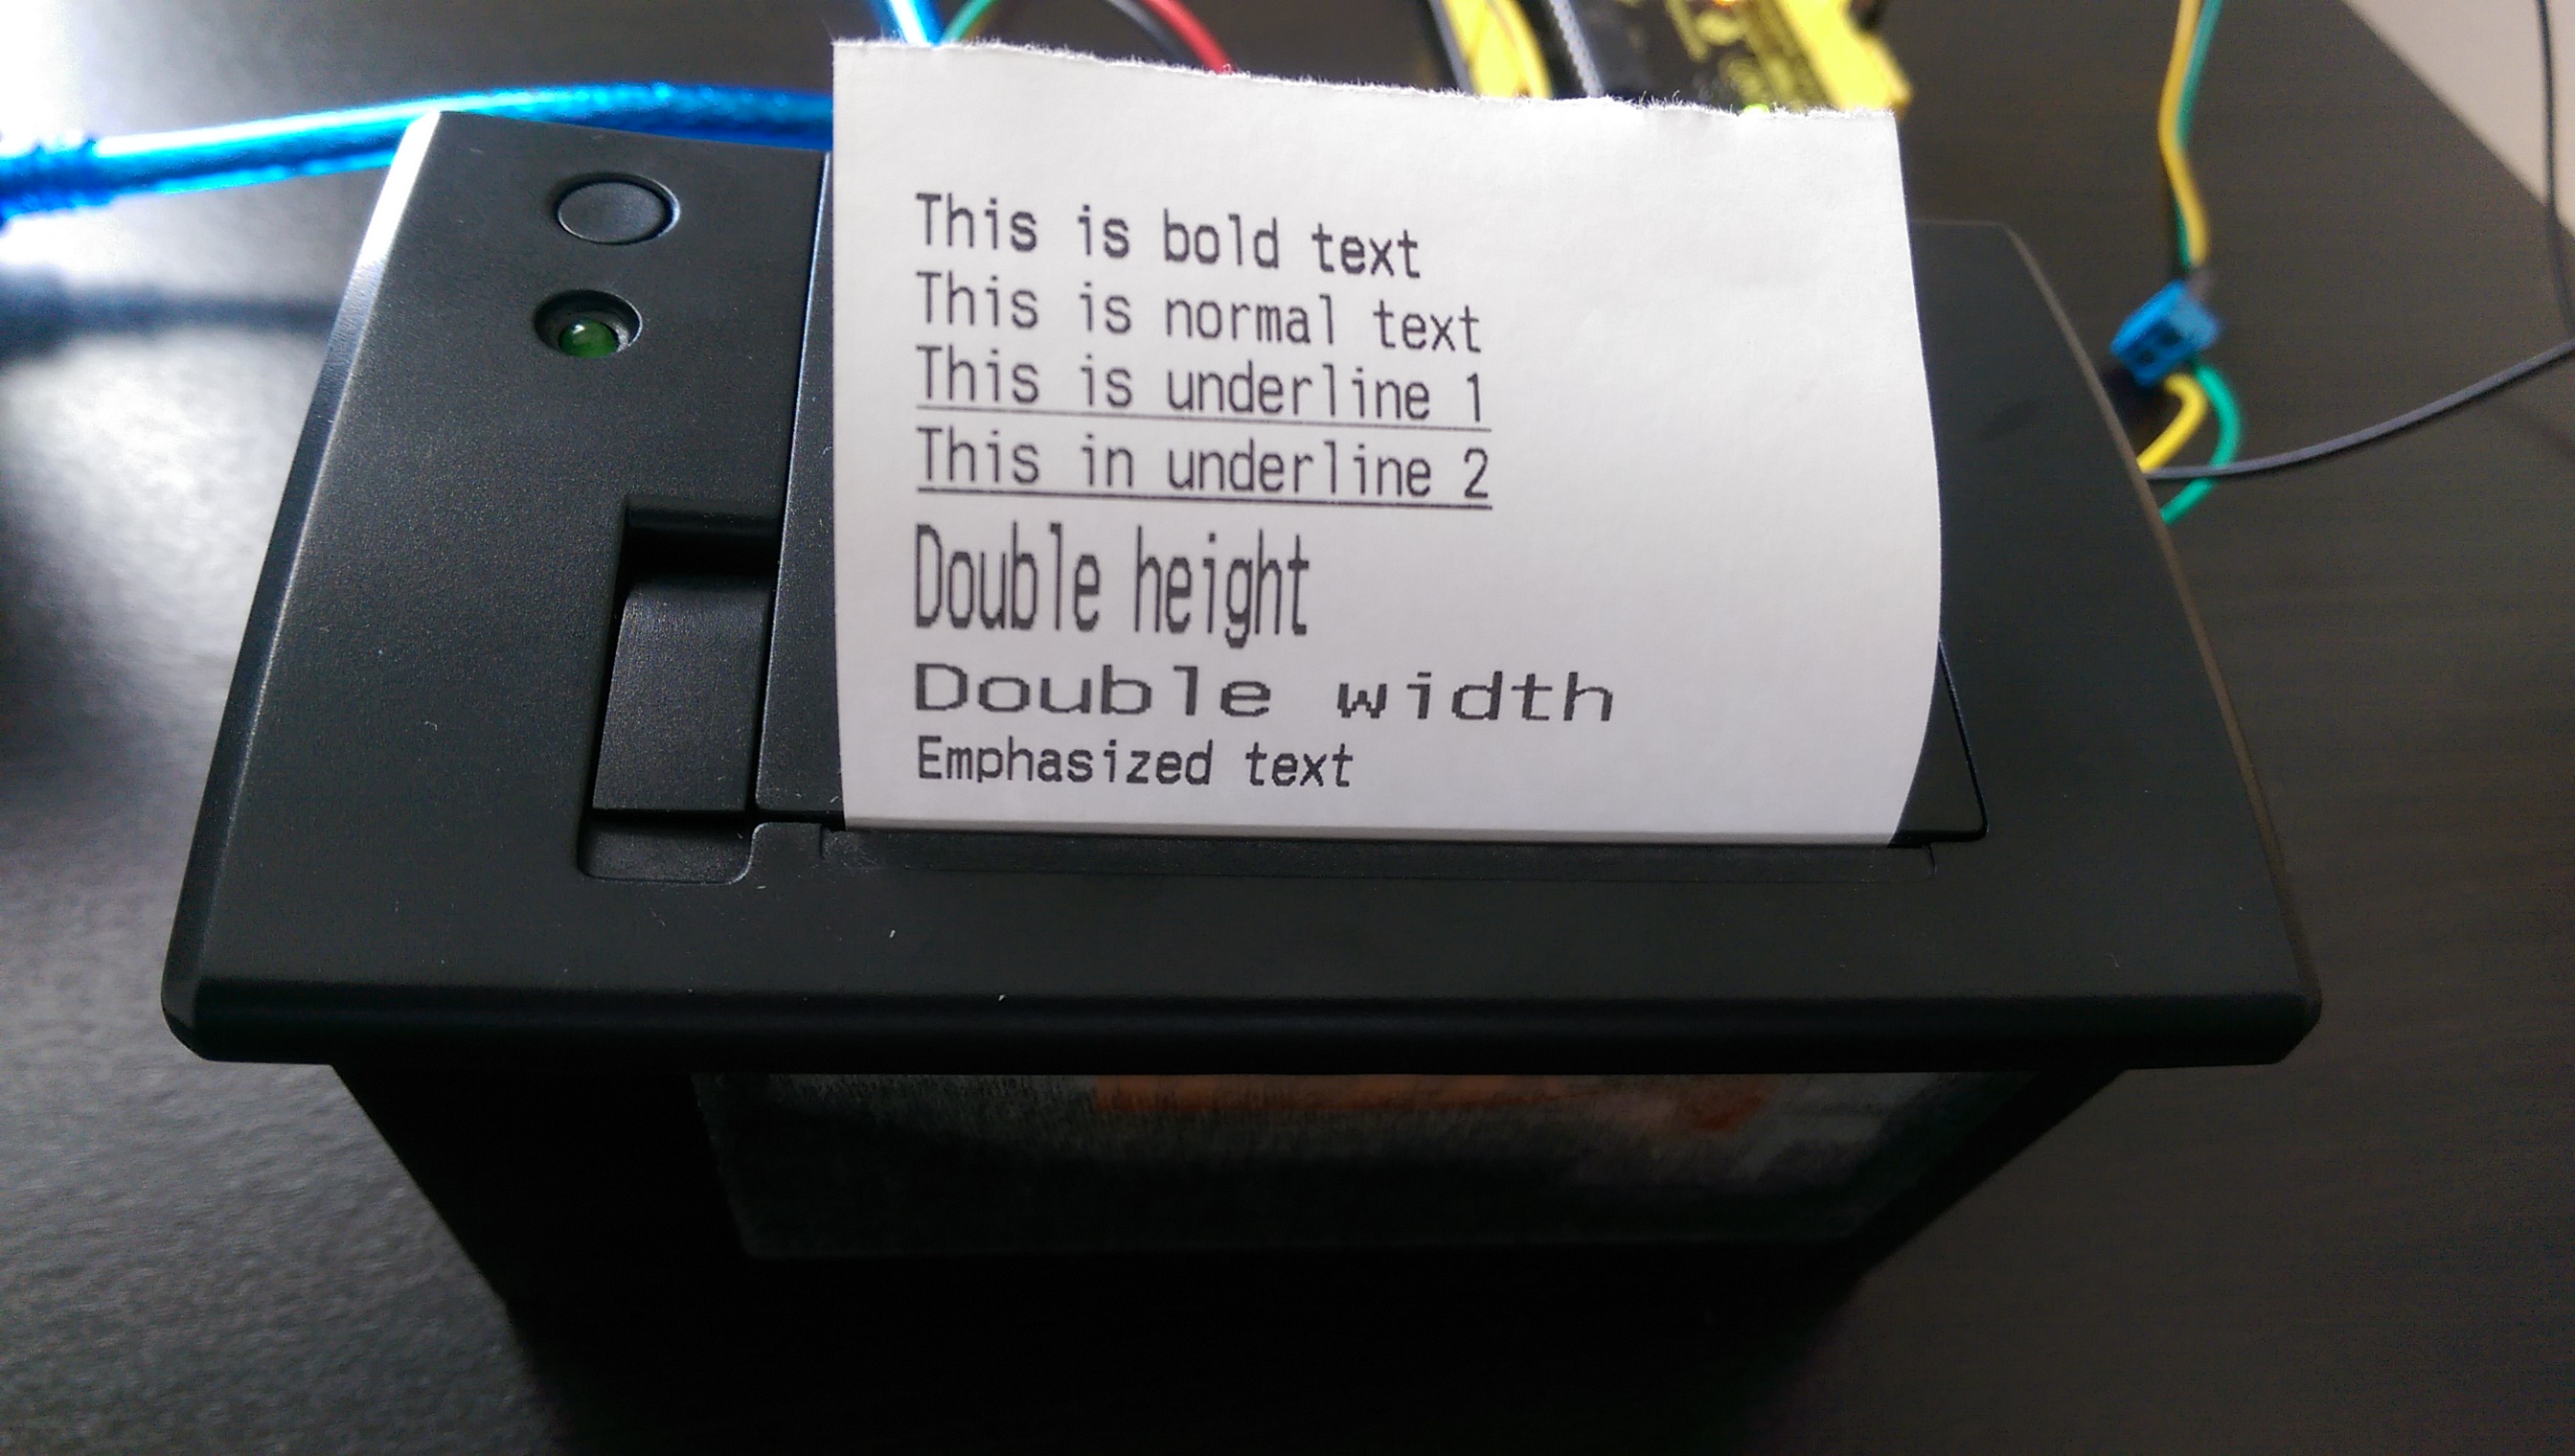 This is bold text
This is normal text
This is underline 1
This in underline 2
Double height
Double width
Emphasized text